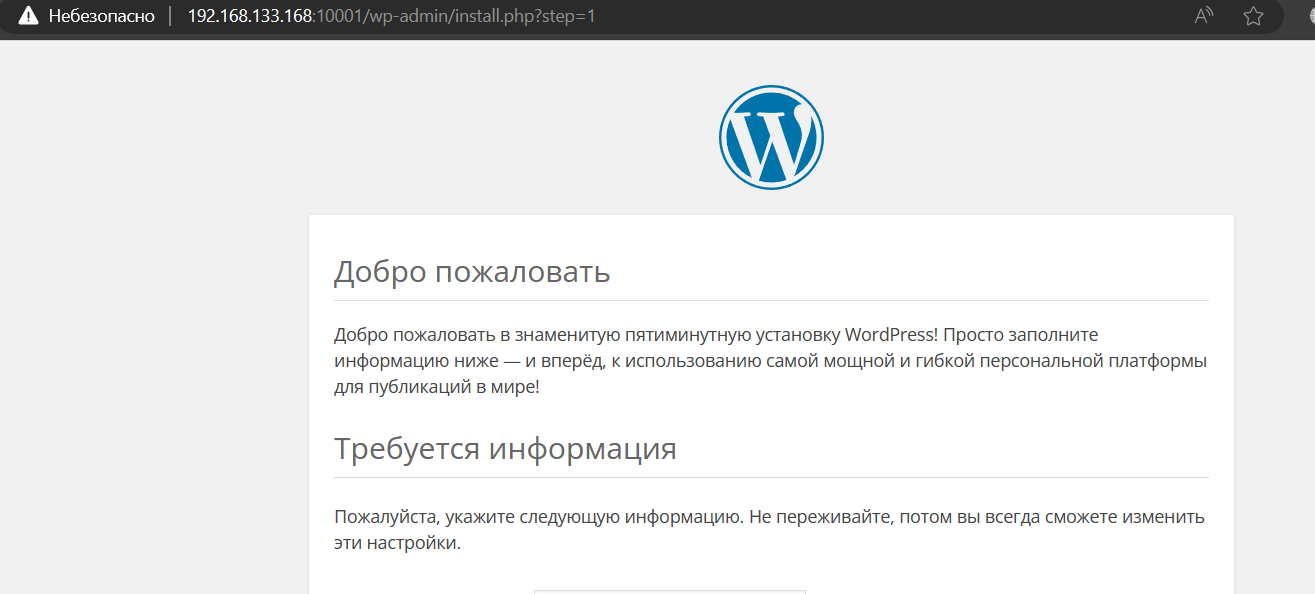 Небезопасно 192.168.133.168:10001/wp-admin/install.php?step=1
Добро пожаловать
Добро пожаловать в знаменитую пятиминутную установку WordPress! Просто заполните
информацию ниже — и вперёд, к использованию самой мощной и гибкой персональной платформы
для публикаций в мире!
Требуется информация
Пожалуйста, укажите следующую информацию. Не переживайте, потом вы всегда сможете изменить
эти настройки.